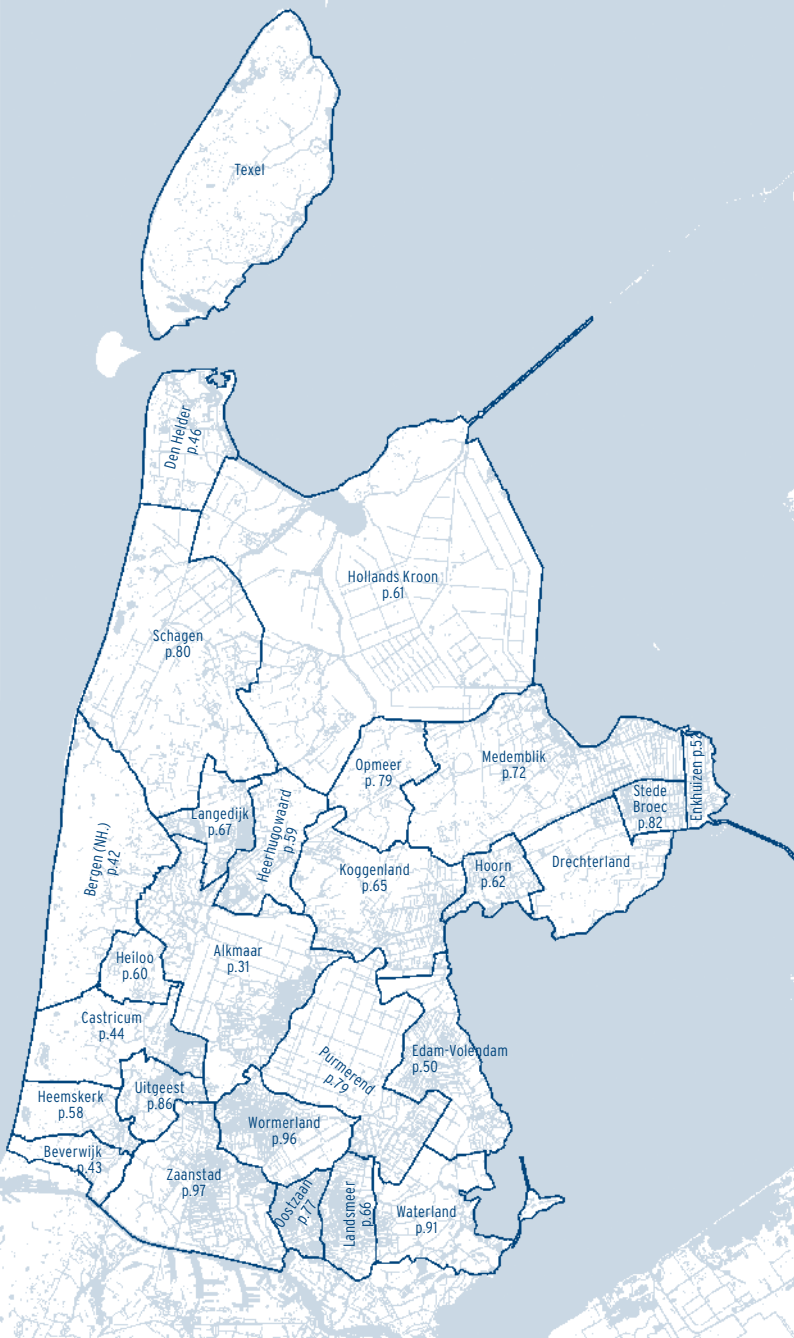 Texel
Den Helder
p.46
Hollands Kroon
p.61
Schagen
p.80
Opmeer
p. 79
Medemblik
p.72
Enkhuizen p.52
Stede
Broec
p.82
Langedijk
p.67
Heerhugowaard
p.59
Bergen (NH.)
p.42
Koggenland
p.65
Hoorn
p.62
Drechterland
Heiloo
p.60
Alkmaar
p.31
Castricum
p.44
Purmerend
p.79
Edam-Volendam
p.50
Heemskerk
p.58
Uitgeest
p.86
Wormerland
p.96
Beverwijk
p.43
Zaanstad
p.97
Oostzaan
p.77
Landsmeer
p.66
Waterland
p.91